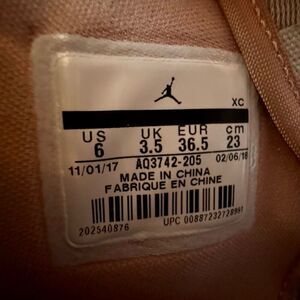 XC
US UK EUR cm
6 3.5 36.5 23
11/01/17 AQ3742-205 02/06/18
MADE IN CHINA
FABRIQUE EN CHINE
202540876 UPC 00887232728991